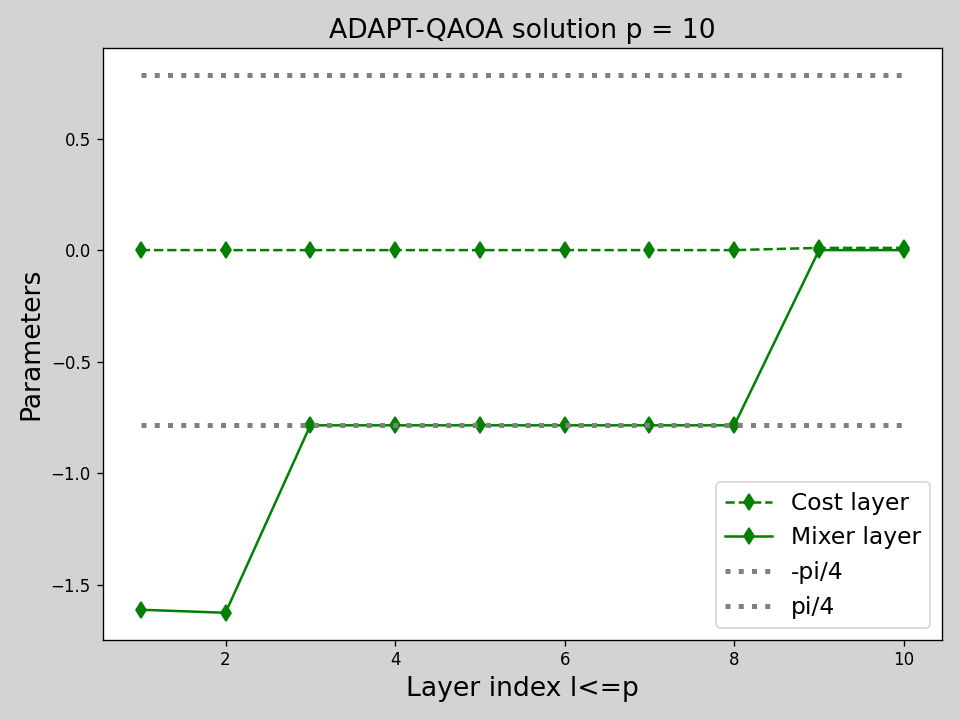 ADAPT-QAOA solution p = 10
Parameters
0.5
0.0
−0.5
−1.0
−1.5
Cost layer
Mixer layer
-pi/4
pi/4
2
4
6
8
10
Layer index l<=p